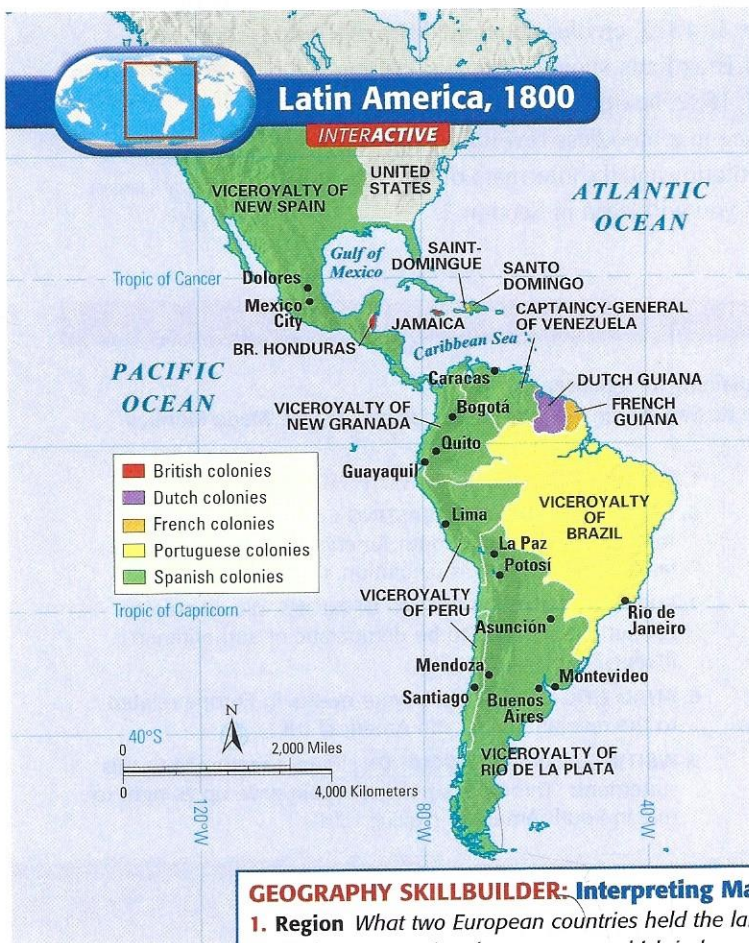 Latin America, 1800
INTERACTIVE
UNITED
STATES
VICEROYALTY OF
NEW SPAIN
ATLANTIC
OCEAN
Gulf of
Mexico
SAINT-
DOMINGUE
SANTO
DOMINGO
Tropic of Cancer
Dolores
Mexico
City
CAPTAINCY-GENERAL
OF VENEZUELA
JAMAICA
BR. HONDURAS
Caribbean Sea
PACIFIC
OCEAN
Caracas
DUTCH GUIANA
FRENCH
GUIANA
VICEROYALTY OF
NEW GRANADA
Bogotá
Quito
Guayaquil
British colonies
Dutch colonies
French colonies
Portuguese colonies
Spanish colonies
VICEROYALTY
OF
BRAZIL
Lima
La Paz
Potosí
Tropic of Capricorn
VICEROYALTY
OF PERU
Rio de
Janeiro
Asunción
Mendoza
Santiago
Montevideo
Buenos
Aires
N
40°S
0
2,000 Miles
0
4,000 Kilometers
VICEROYALTY OF
RIO DE LA PLATA
120°W
80°W
40°W
GEOGRAPHY SKILLBUILDER: Interpreting Ma
1. Region What two European countries held the la